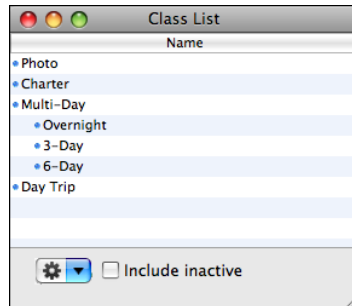 Class List
Name
Photo
Charter
Multi-Day
Overnight
3-Day
6-Day
Day Trip
Include inactive